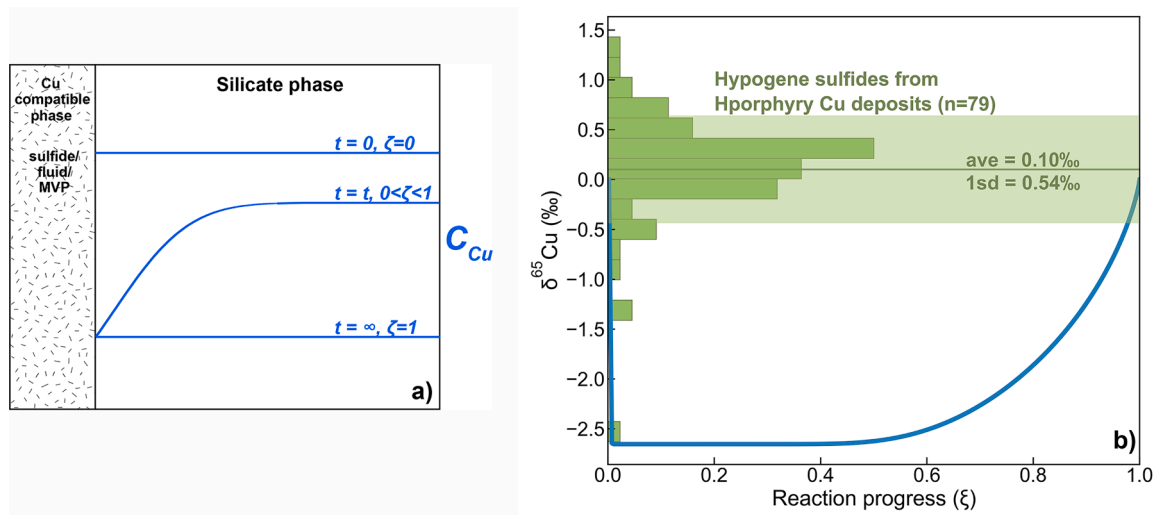 Cu
compatible
phase
sulfide/
fluid/
MVP
Silicate phase
t = 0, ζ=0
t = t, 0<ζ<1
C_Cu
t = ∞, ζ=1
a)
δ⁶⁵Cu (‰)
1.5
1.0
0.5
0.0
−0.5
−1.0
−1.5
−2.0
−2.5
Hypogene sulfides from
Hporphyry Cu deposits (n=79)
ave = 0.10‰
1sd = 0.54‰
b)
0.0 0.2 0.4 0.6 0.8 1.0
Reaction progress (ξ)